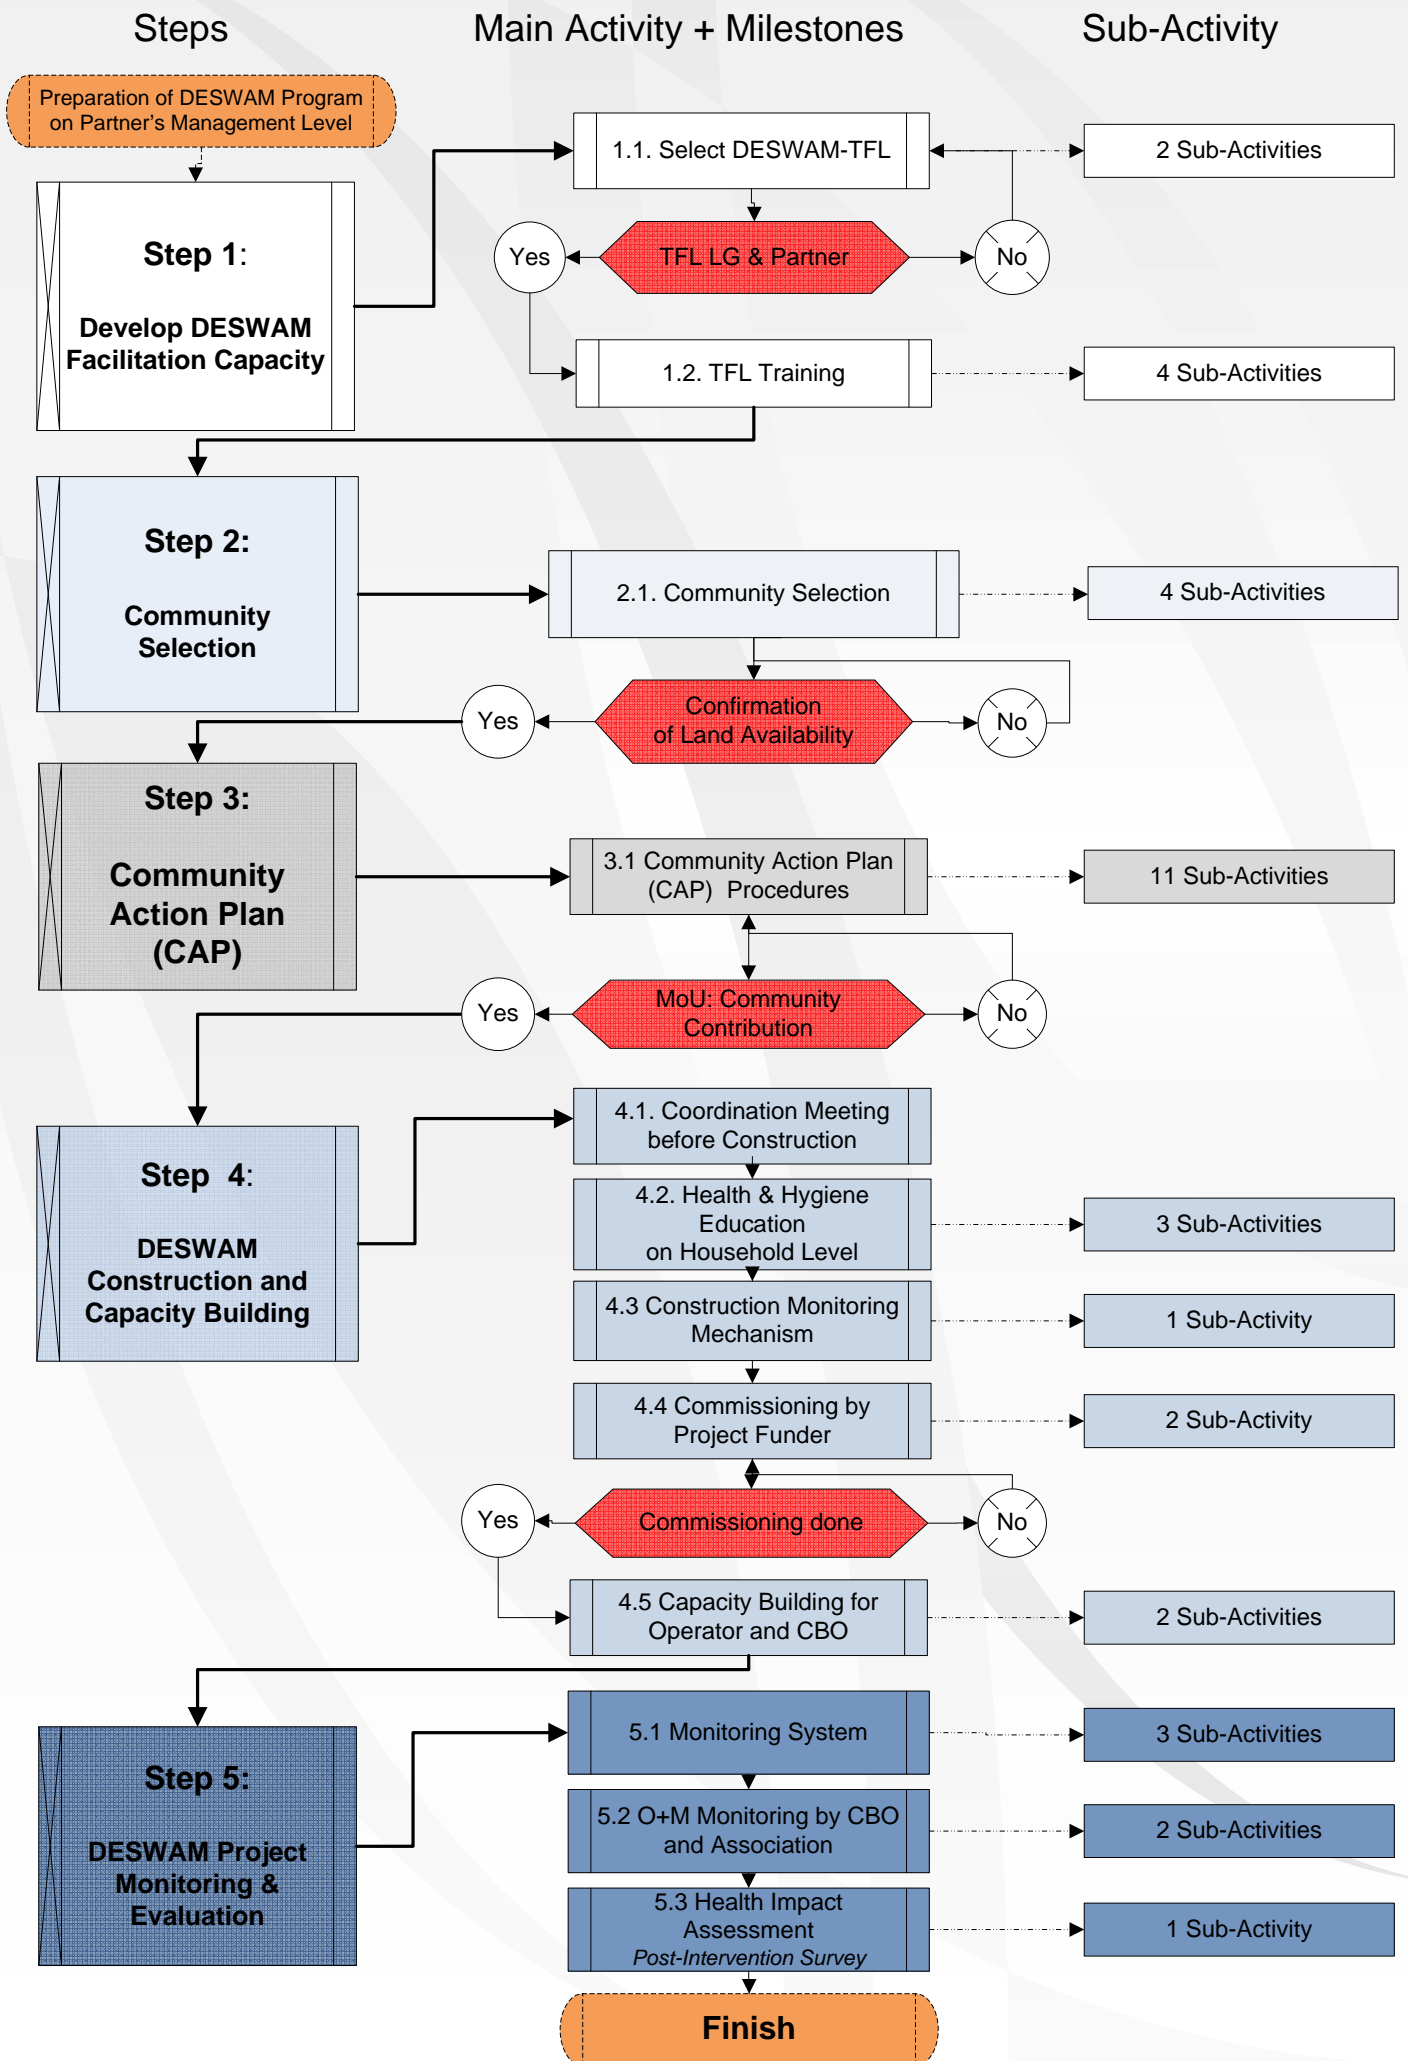 Steps
Main Activity + Milestones
Sub-Activity
Preparation of DESWAM Program
on Partner's Management Level
1.1. Select DESWAM-TFL
2 Sub-Activities
Step 1:
Develop DESWAM
Facilitation Capacity
Yes
TFL LG & Partner
No
1.2. TFL Training
4 Sub-Activities
Step 2:
Community
Selection
2.1. Community Selection
4 Sub-Activities
Yes
Confirmation
of Land Availability
No
Step 3:
Community
Action Plan
(CAP)
3.1 Community Action Plan
(CAP) Procedures
11 Sub-Activities
Yes
MoU: Community
Contribution
No
Step 4:
DESWAM
Construction and
Capacity Building
4.1. Coordination Meeting
before Construction
4.2. Health & Hygiene
Education
on Household Level
3 Sub-Activities
4.3 Construction Monitoring
Mechanism
1 Sub-Activity
4.4 Commissioning by
Project Funder
2 Sub-Activity
Yes
Commissioning done
No
4.5 Capacity Building for
Operator and CBO
2 Sub-Activities
Step 5:
DESWAM Project
Monitoring &
Evaluation
5.1 Monitoring System
3 Sub-Activities
5.2 O+M Monitoring by CBO
and Association
2 Sub-Activities
5.3 Health Impact
Assessment
Post-Intervention Survey
1 Sub-Activity
Finish